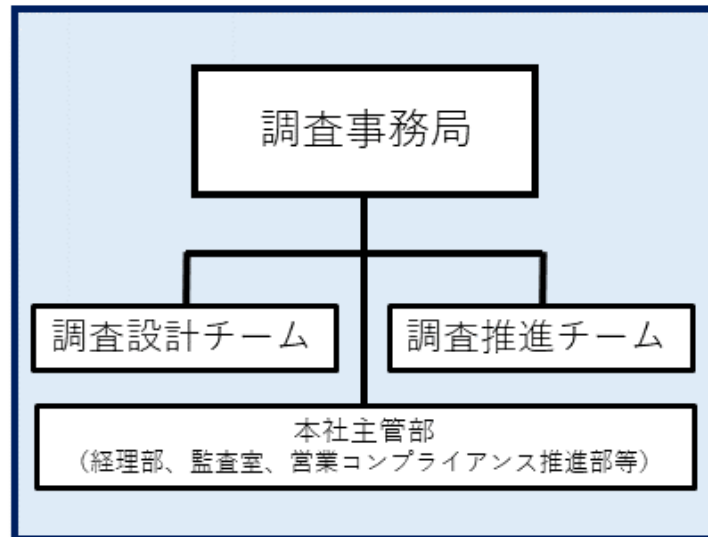 調査事務局
調査設計チーム
調査推進チーム
本社主管部
（経理部、監査室、営業コンプライアンス推進部等）